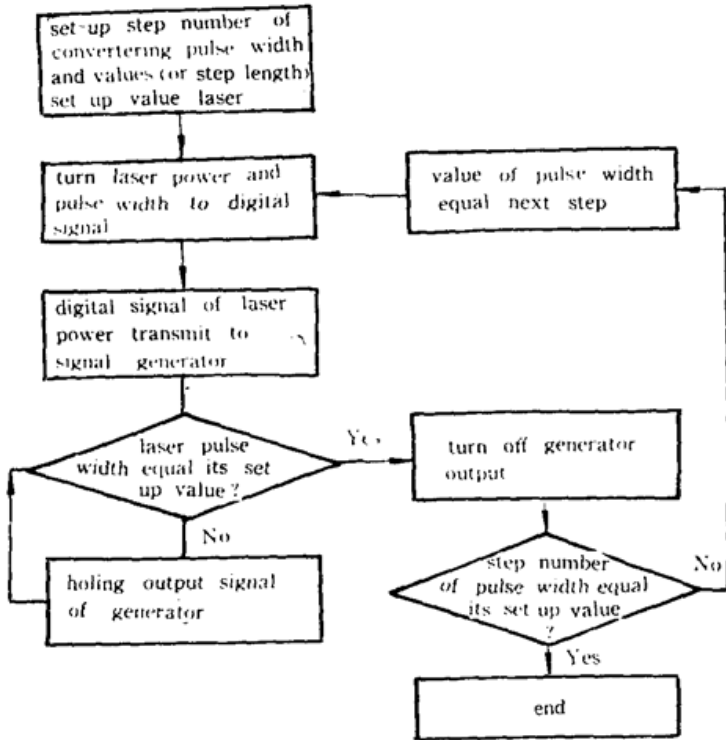 set-up step number of
convertering pulse width
and values (or step length)
set up value laser
turn laser power and
pulse width to digital
signal
value of pulse width
equal next step
digital signal of laser
power transmit to
signal generator
laser pulse
width equal its set
up value?
Yes
No
holing output signal
of generator
turn off generator
output
step number
of pulse width equal
its set up value
?
No
Yes
end